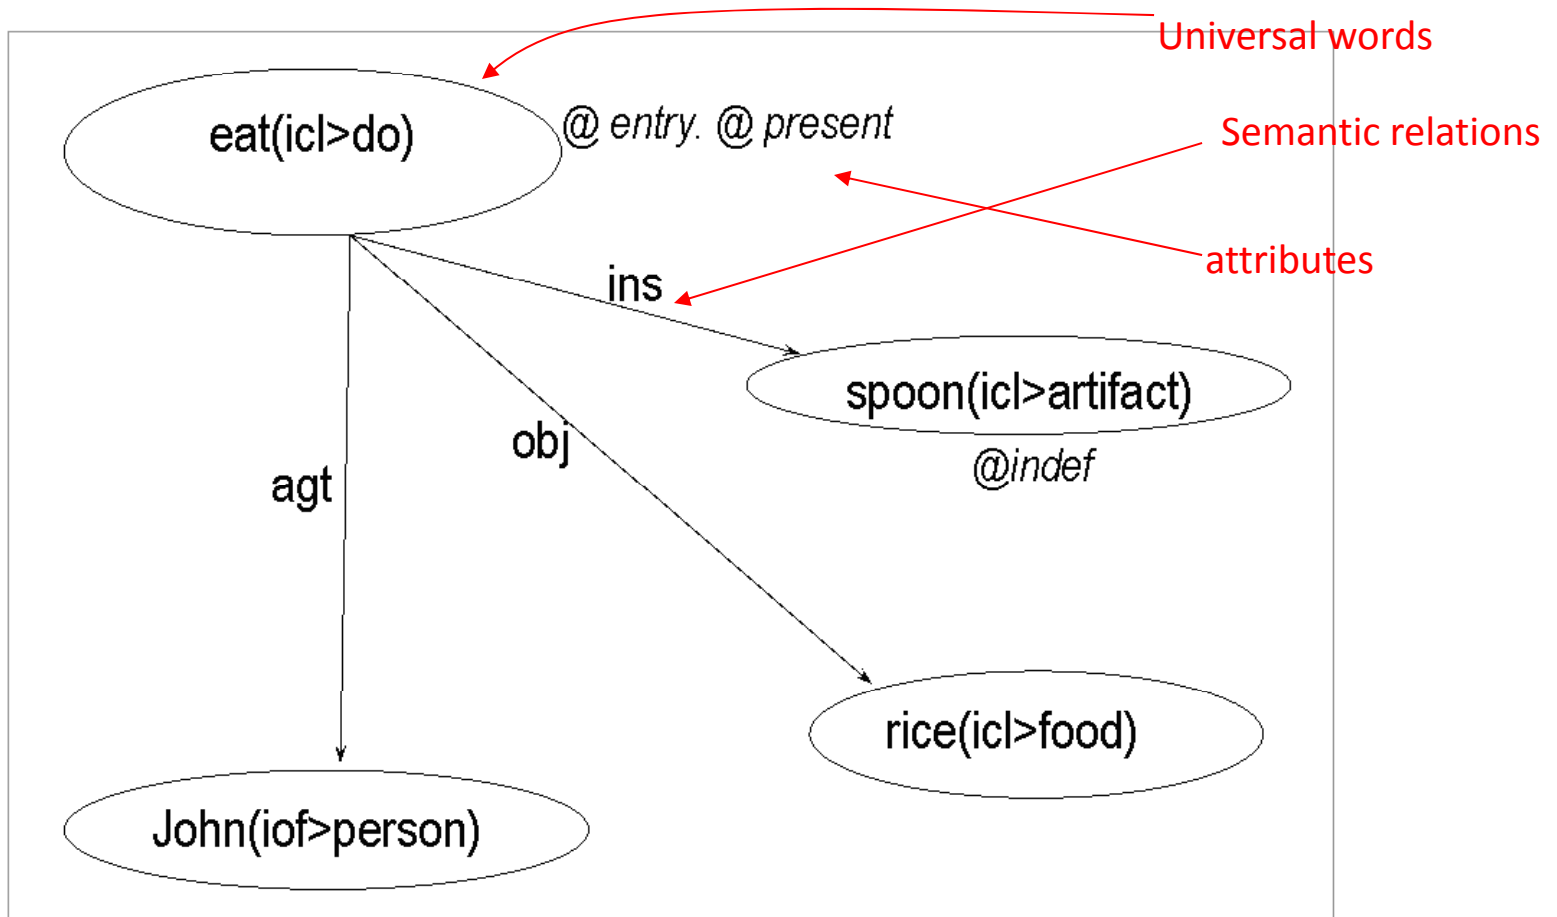 Universal words
eat(icl>do)
@ entry. @ present
Semantic relations
attributes
ins
spoon(icl>artifact)
@indef
obj
agt
rice(icl>food)
John(iof>person)